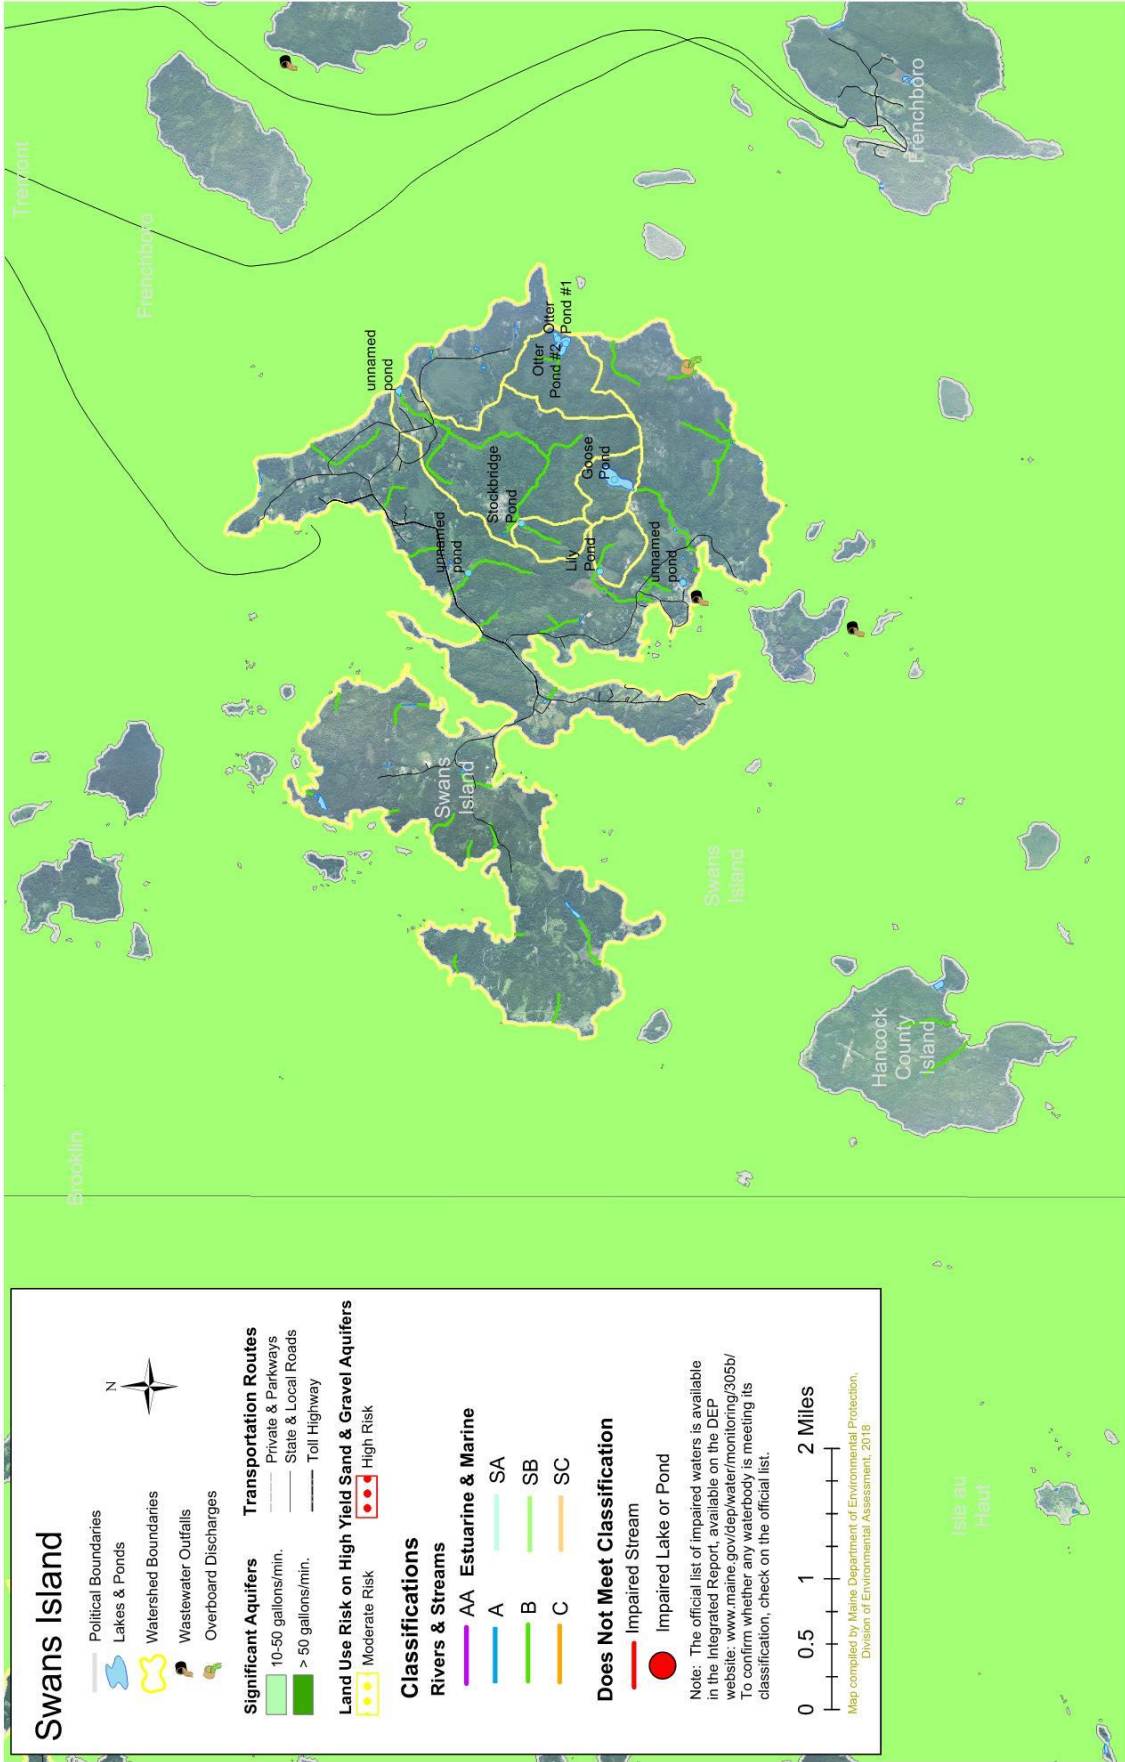 Swans Island
Political Boundaries
Lakes & Ponds
Watershed Boundaries
Wastewater Outfalls
Overboard Discharges
N
Significant Aquifers
10-50 gallons/min.
> 50 gallons/min.
Transportation Routes
Private & Parkways
State & Local Roads
Toll Highway
Land Use Risk on High Yield Sand & Gravel Aquifers
Moderate Risk
High Risk
Classifications
Rivers & Streams
AA
A
B
C
Estuarine & Marine
SA
SB
SC
Does Not Meet Classification
Impaired Stream
Impaired Lake or Pond
Note: The official list of impaired waters is available
in the Integrated Report, available on the DEP
website: www.maine.gov/dep/water/monitoring/305b/
To confirm whether any waterbody is meeting its
classification, check on the official list.
0 0.5 1 2 Miles
Map compiled by Maine Department of Environmental Protection,
Division of Environmental Assessment, 2018
Brooklin
Tremont
Frenchboro
Frenchboro
unnamed
pond
Otter
Pond #2
Otter
Pond #1
Stockbridge
Pond
Goose
Pond
unnamed
pond
Lily
Pond
unnamed
pond
Swans
Island
Swans
Island
Hancock
County
Island
Isle au
Haut